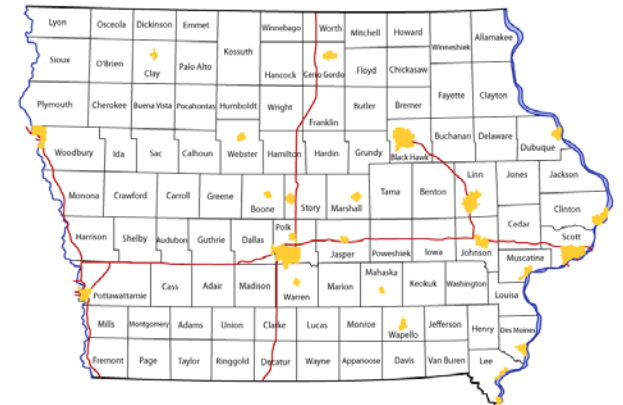 Lyon Osceola Dickinson Emmet Winnebago Worth Mitchell Howard Winneshiek Allamakee
Sioux O'Brien Clay Palo Alto Kossuth Hancock Cerro Gordo Floyd Chickasaw
Plymouth Cherokee Buena Vista Pocahontas Humboldt Wright Franklin Butler Bremer Fayette Clayton
Woodbury Ida Sac Calhoun Webster Hamilton Hardin Grundy Black Hawk Buchanan Delaware Dubuque
Monona Crawford Carroll Greene Boone Story Marshall Tama Benton Linn Jones Jackson
Harrison Shelby Audubon Guthrie Dallas Polk Jasper Poweshiek Iowa Johnson Cedar Clinton Scott
Pottawattamie Cass Adair Madison Warren Marion Mahaska Keokuk Washington Muscatine Louisa
Mills Montgomery Adams Union Clarke Lucas Monroe Wapello Jefferson Henry Des Moines
Fremont Page Taylor Ringgold Decatur Wayne Appanoose Davis Van Buren Lee